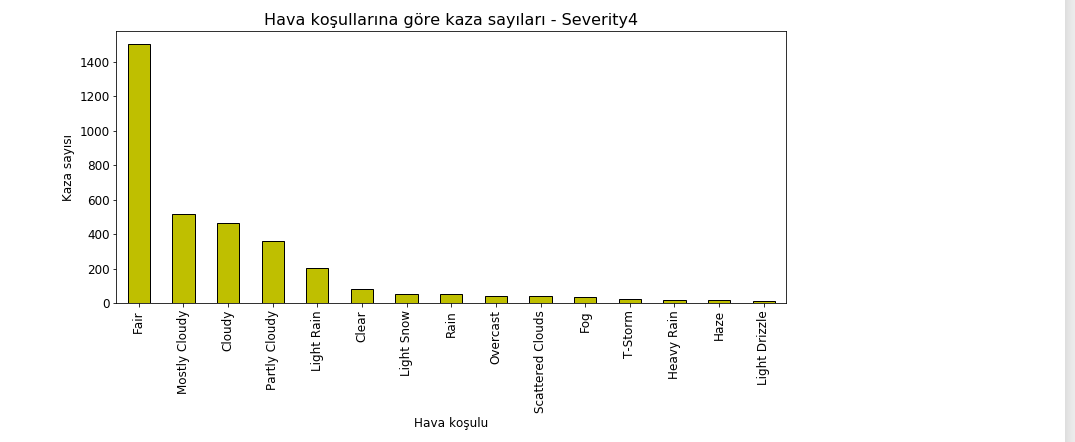 Hava koşullarına göre kaza sayıları - Severity4
Kaza sayısı
1400
1200
1000
800
600
400
200
0
Fair
Mostly Cloudy
Cloudy
Partly Cloudy
Light Rain
Clear
Light Snow
Rain
Overcast
Scattered Clouds
Fog
T-Storm
Heavy Rain
Haze
Light Drizzle
Hava koşulu